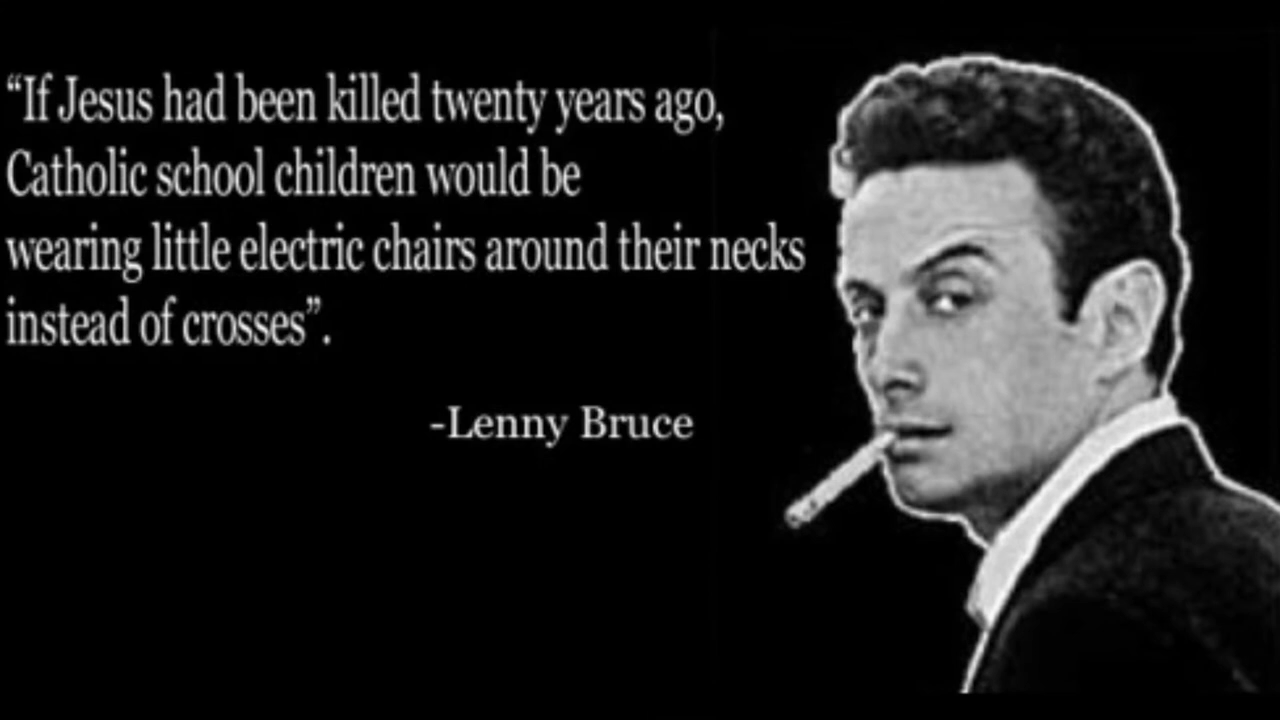 “If Jesus had been killed twenty years ago,
Catholic school children would be
wearing little electric chairs around their necks
instead of crosses”.
-Lenny Bruce